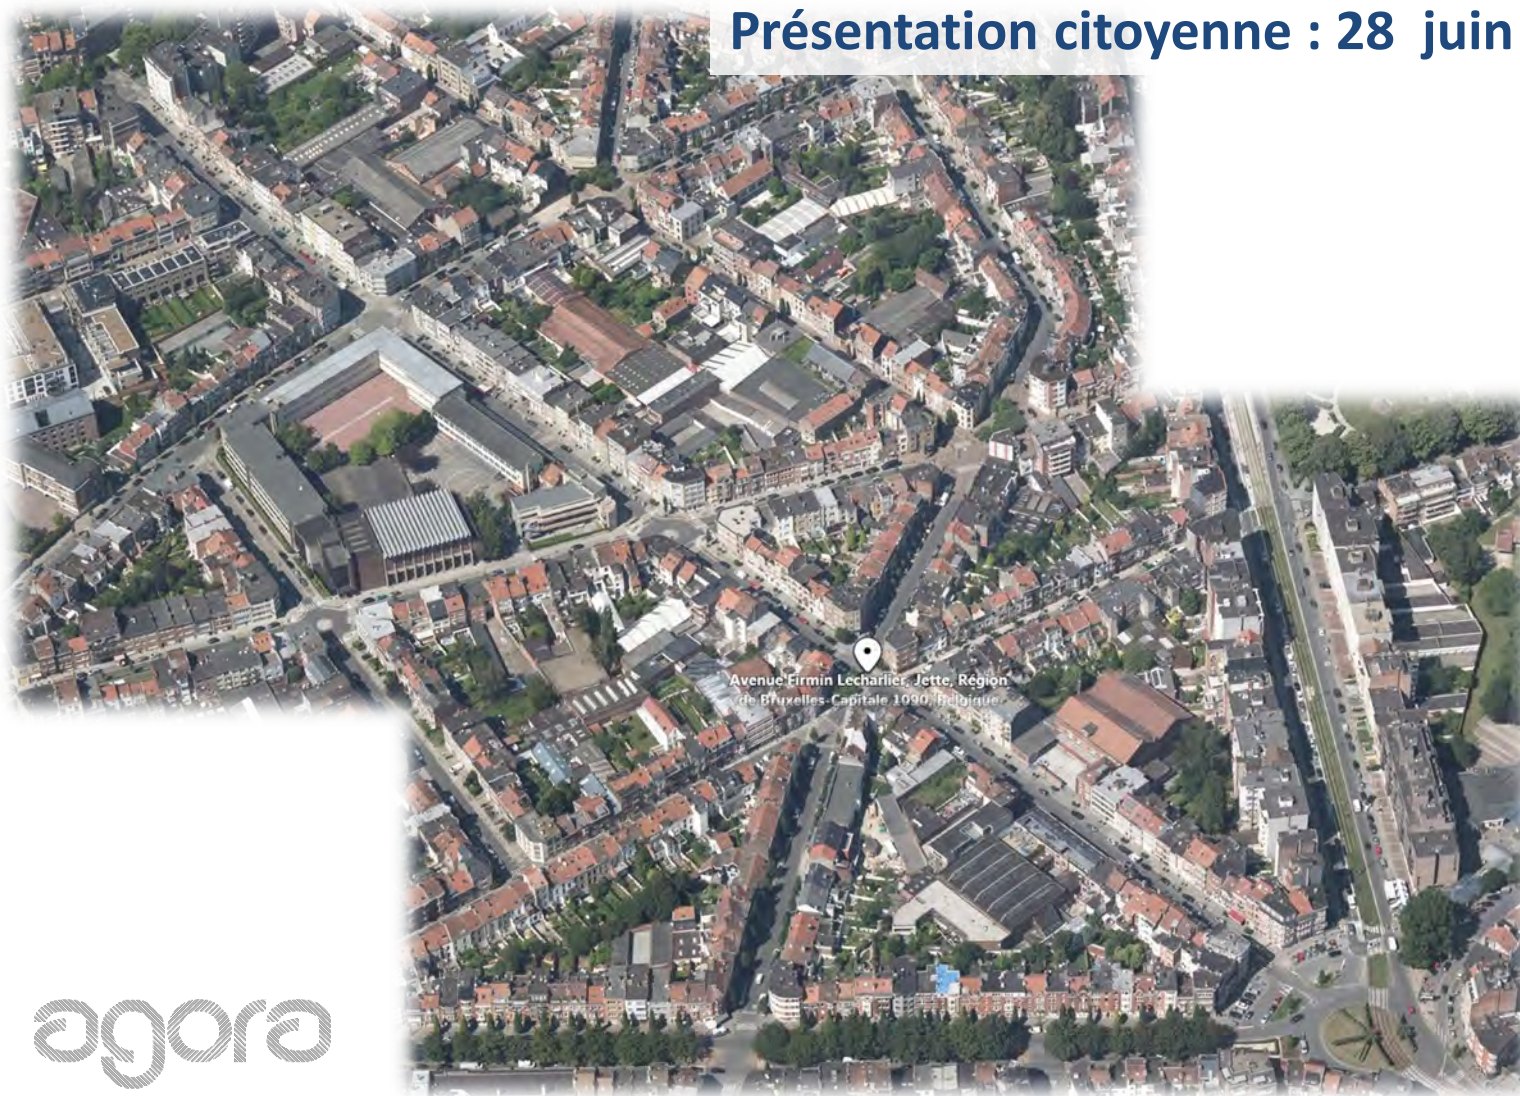 Présentation citoyenne : 28 juin
Avenue Firmin Lecharlier, Jette, Région
de Bruxelles-Capitale 1090, Belgique
agora